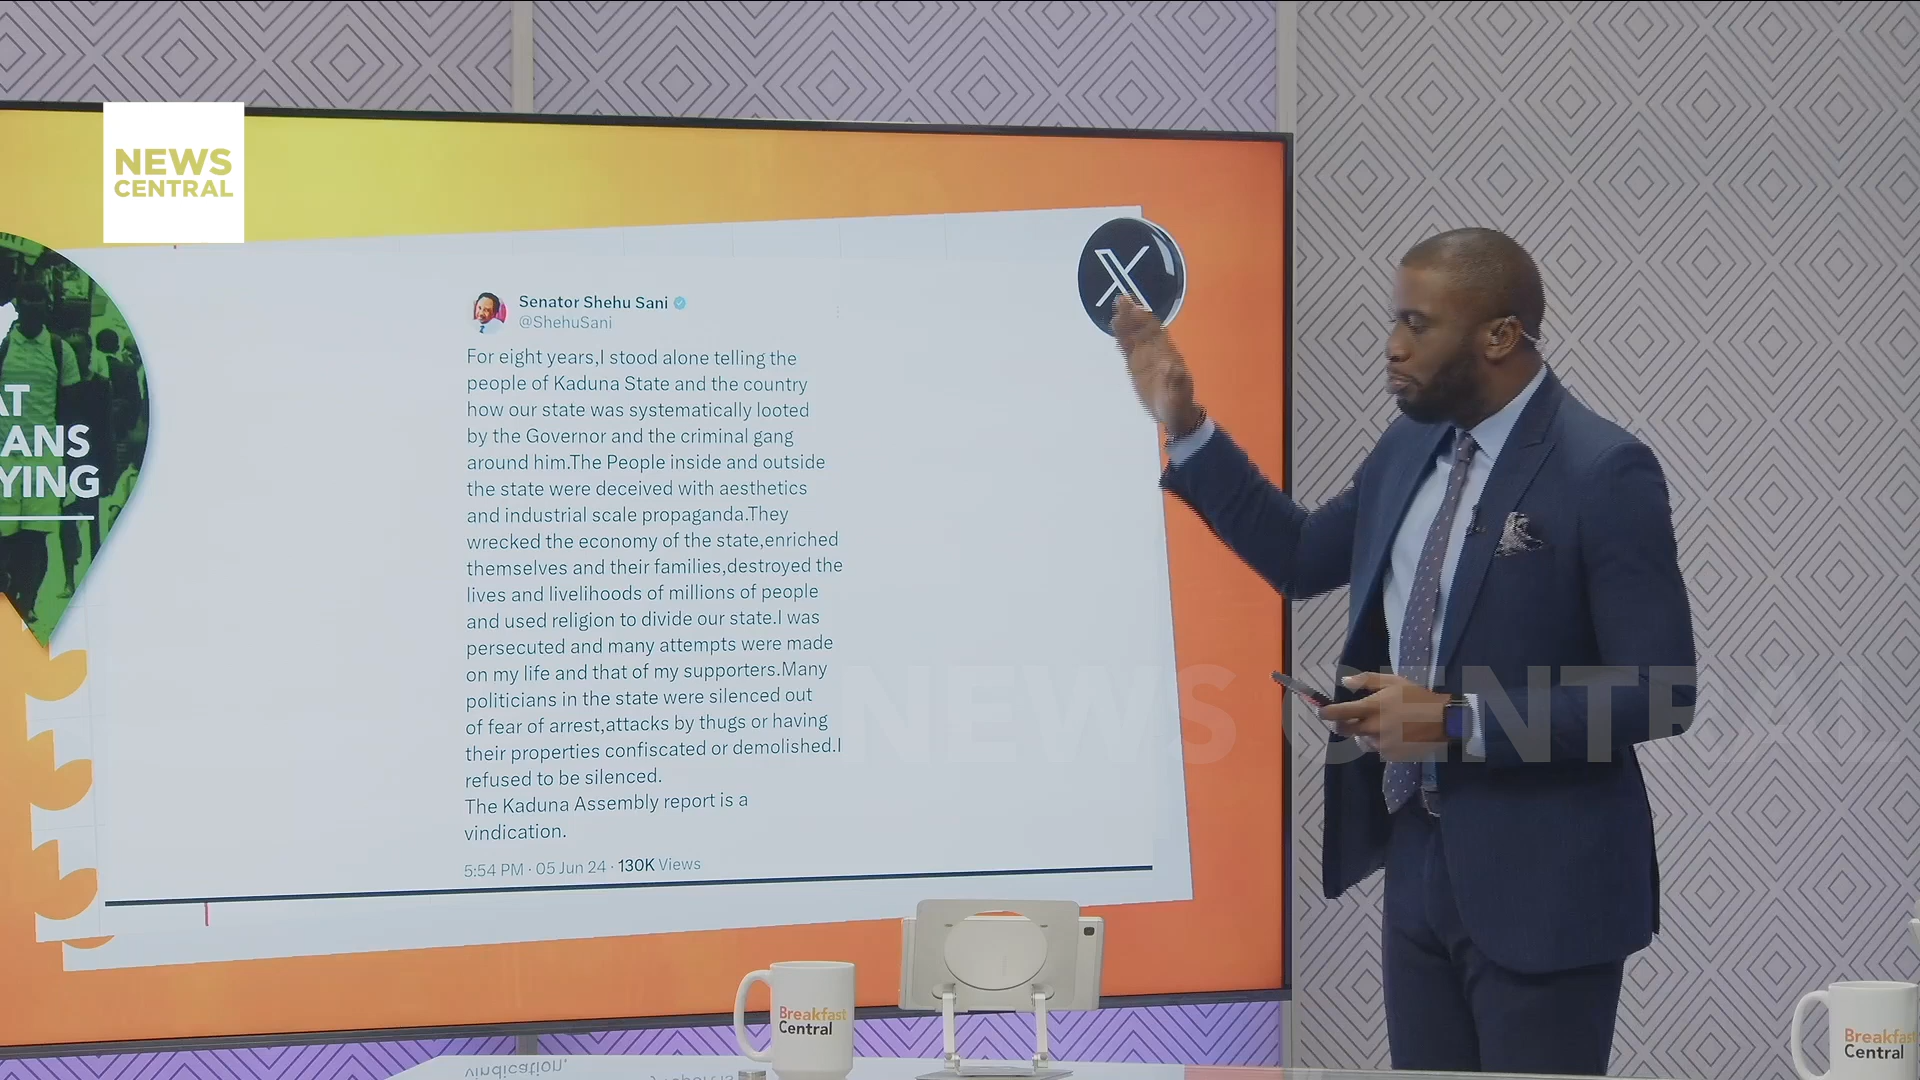 NEWS
CENTRAL
AT
ANS
YING
X
Senator Shehu Sani
@ShehuSani
For eight years,I stood alone telling the
people of Kaduna State and the country
how our state was systematically looted
by the Governor and the criminal gang
around him.The People inside and outside
the state were deceived with aesthetics
and industrial scale propaganda.They
wrecked the economy of the state,enriched
themselves and their families,destroyed the
lives and livelihoods of millions of people
and used religion to divide our state.I was
persecuted and many attempts were made
on my life and that of my supporters.Many
politicians in the state were silenced out
of fear of arrest,attacks by thugs or having
their properties confiscated or demolished.I
refused to be silenced.
The Kaduna Assembly report is a
vindication.
5:54 PM · 05 Jun 24 · 130K Views
NEWS CENTRAL
Breakfast
Central
Breakfast
Central
vindication.